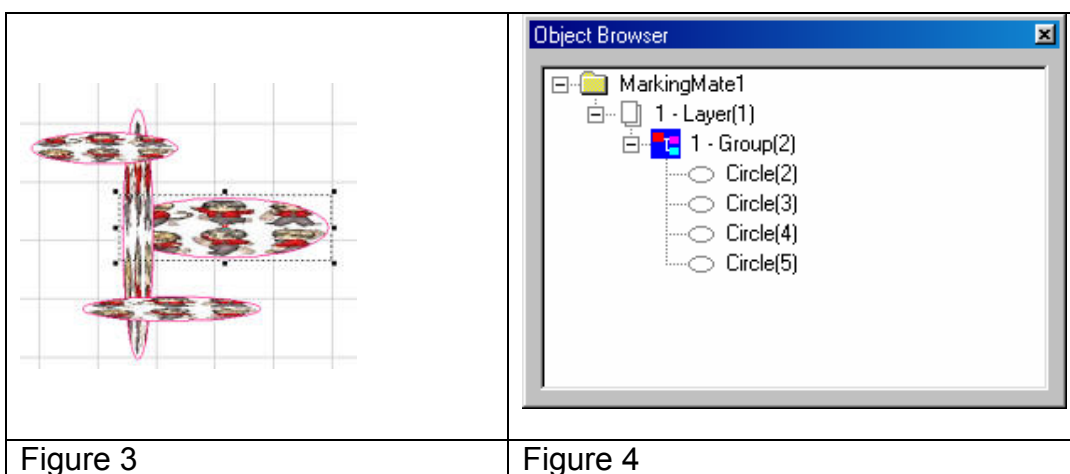 Object Browser
MarkingMate1
1 - Layer(1)
1 - Group(2)
Circle(2)
Circle(3)
Circle(4)
Circle(5)
Figure 3
Figure 4